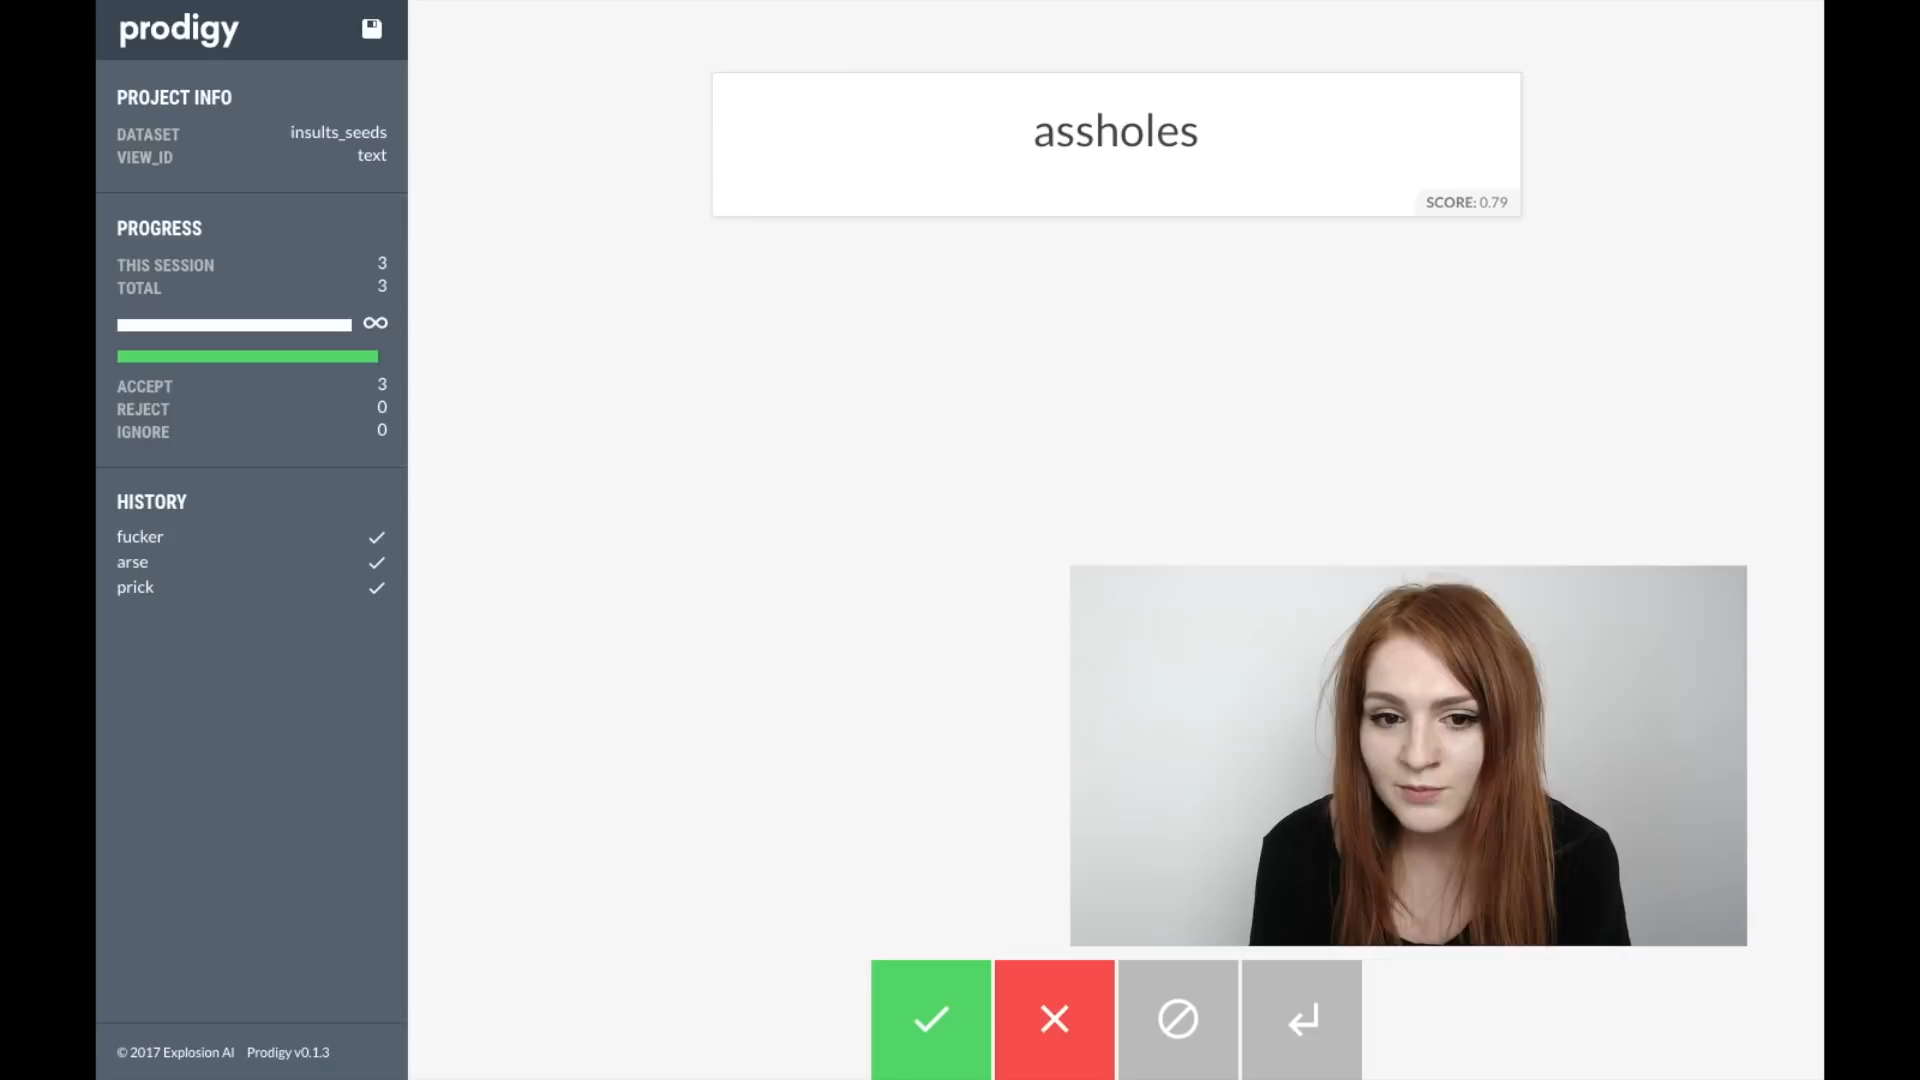 prodigy
PROJECT INFO
DATASET insults_seeds
VIEW_ID text
PROGRESS
THIS SESSION 3
TOTAL 3
∞
ACCEPT 3
REJECT 0
IGNORE 0
HISTORY
fucker
arse
prick
© 2017 Explosion AI Prodigy v0.1.3
assholes
SCORE: 0.79